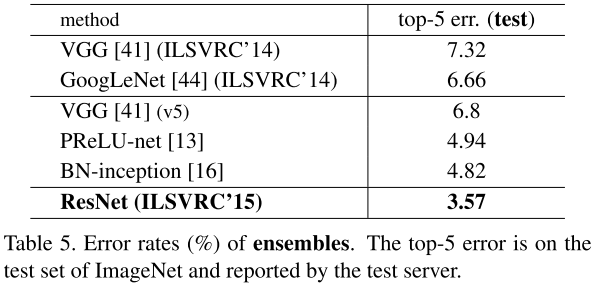 method top-5 err. (test)
VGG [41] (ILSVRC’14) 7.32
GoogLeNet [44] (ILSVRC’14) 6.66
VGG [41] (v5) 6.8
PReLU-net [13] 4.94
BN-inception [16] 4.82
ResNet (ILSVRC’15) 3.57
Table 5. Error rates (%) of ensembles. The top-5 error is on the
test set of ImageNet and reported by the test server.